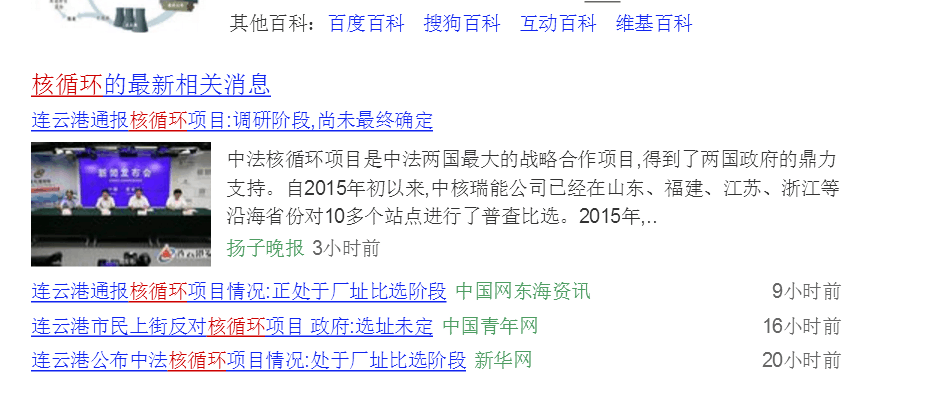 其他百科：百度百科 搜狗百科 互动百科 维基百科
核循环的最新相关消息
连云港通报核循环项目:调研阶段,尚未最终确定
新闻发布会
中法核循环项目是中法两国最大的战略合作项目,得到了两国政府的鼎力
支持。自2015年初以来,中核瑞能公司已经在山东、福建、江苏、浙江等
沿海省份对10多个站点进行了普查比选。2015年,..
扬子晚报 3小时前
连云港通报核循环项目情况:正处于厂址比选阶段 中国网东海资讯 9小时前
连云港市民上街反对核循环项目 政府:选址未定 中国青年网 16小时前
连云港公布中法核循环项目情况:处于厂址比选阶段 新华网 20小时前